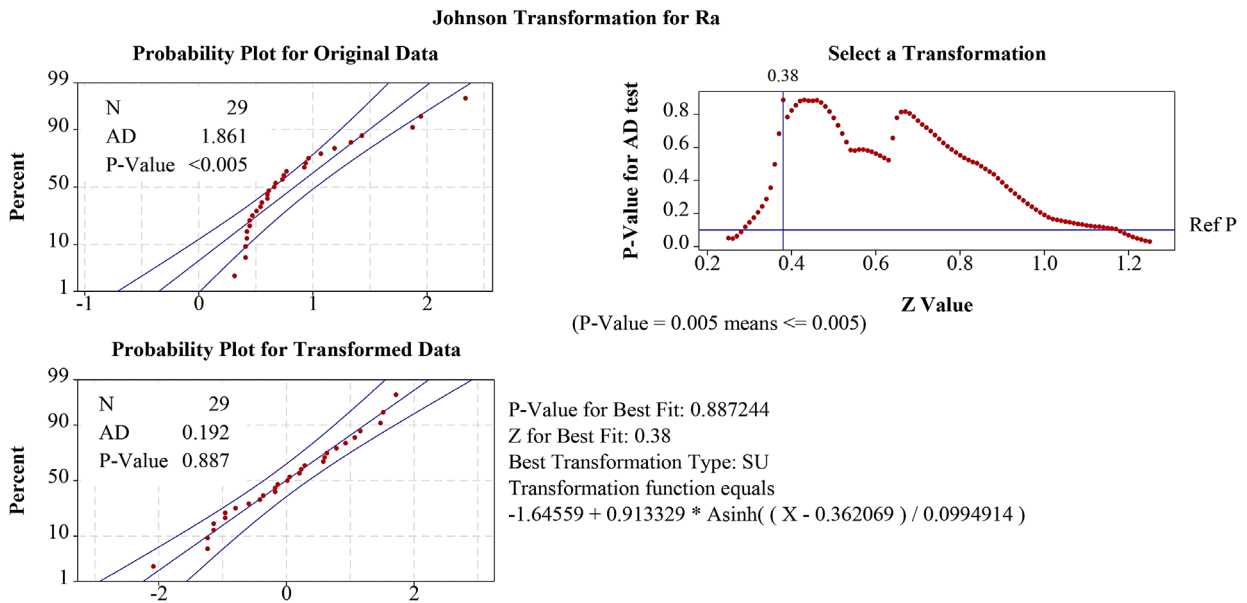 Johnson Transformation for Ra
Probability Plot for Original Data
Percent
99
90
50
10
1
N 29
AD 1.861
P-Value <0.005
-1 0 1 2
Select a Transformation
0.38
P-Value for AD test
0.8
0.6
0.4
0.2
0.0
Ref P
0.2 0.4 0.6 0.8 1.0 1.2
Z Value
(P-Value = 0.005 means <= 0.005)
Probability Plot for Transformed Data
Percent
99
90
50
10
1
N 29
AD 0.192
P-Value 0.887
-2 0 2
P-Value for Best Fit: 0.887244
Z for Best Fit: 0.38
Best Transformation Type: SU
Transformation function equals
-1.64559 + 0.913329 * Asinh( ( X - 0.362069 ) / 0.0994914 )